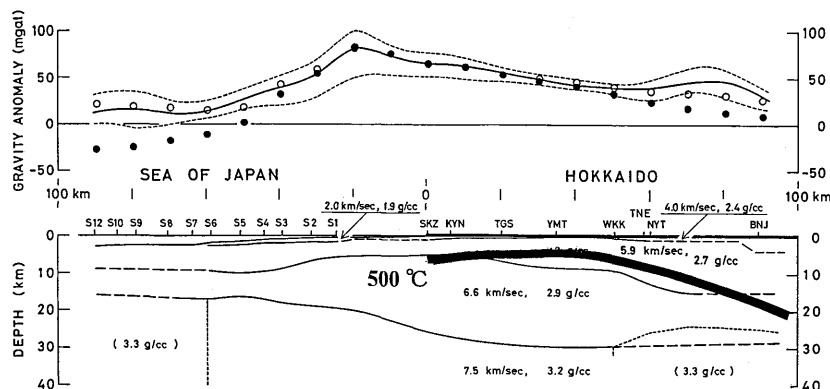 GRAVITY ANOMALY (mgal)
100
50
0
-50
100
50
0
-50
SEA OF JAPAN
HOKKAIDO
100 km
0
100 km
2.0 km/sec, 1.9 g/cc
TNE
4.0 km/sec, 2.4 g/cc
S12 S10 S9 S8 S7 S6 S5 S4 S3 S2 S1 SKZ KYN TGS YMT WKK NYT BNJ
DEPTH (km)
0
10
20
30
40
0
10
20
30
40
5.9 km/sec,
2.7 g/cc
500 ℃
6.6 km/sec, 2.9 g/cc
(3.3 g/cc)
7.5 km/sec, 3.2 g/cc
(3.3 g/cc)